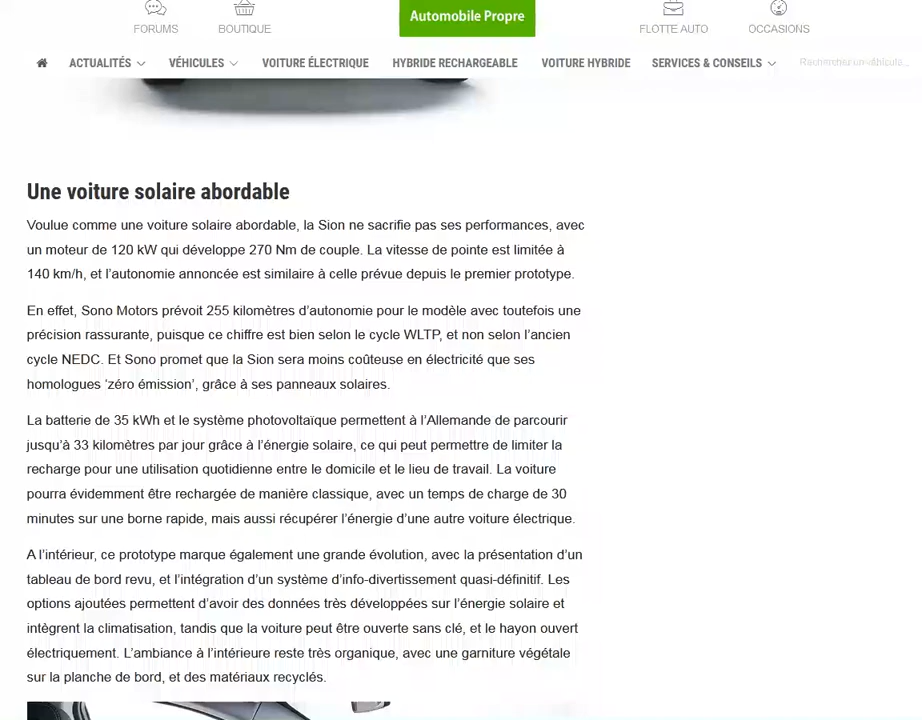 FORUMS BOUTIQUE Automobile Propre FLOTTE AUTO OCCASIONS
ACTUALITÉS VÉHICULES VOITURE ÉLECTRIQUE HYBRIDE RECHARGEABLE VOITURE HYBRIDE SERVICES & CONSEILS Rechercher un véhicule...
Une voiture solaire abordable
Voulue comme une voiture solaire abordable, la Sion ne sacrifie pas ses performances, avec
un moteur de 120 kW qui développe 270 Nm de couple. La vitesse de pointe est limitée à
140 km/h, et l’autonomie annoncée est similaire à celle prévue depuis le premier prototype.
En effet, Sono Motors prévoit 255 kilomètres d’autonomie pour le modèle avec toutefois une
précision rassurante, puisque ce chiffre est bien selon le cycle WLTP, et non selon l’ancien
cycle NEDC. Et Sono promet que la Sion sera moins coûteuse en électricité que ses
homologues ‘zéro émission’, grâce à ses panneaux solaires.
La batterie de 35 kWh et le système photovoltaïque permettent à l’Allemande de parcourir
jusqu’à 33 kilomètres par jour grâce à l’énergie solaire, ce qui peut permettre de limiter la
recharge pour une utilisation quotidienne entre le domicile et le lieu de travail. La voiture
pourra évidemment être rechargée de manière classique, avec un temps de charge de 30
minutes sur une borne rapide, mais aussi récupérer l’énergie d’une autre voiture électrique.
A l’intérieur, ce prototype marque également une grande évolution, avec la présentation d’un
tableau de bord revu, et l’intégration d’un système d’info-divertissement quasi-définitif. Les
options ajoutées permettent d’avoir des données très développées sur l’énergie solaire et
intègrent la climatisation, tandis que la voiture peut être ouverte sans clé, et le hayon ouvert
électriquement. L’ambiance à l’intérieure reste très organique, avec une garniture végétale
sur la planche de bord, et des matériaux recyclés.